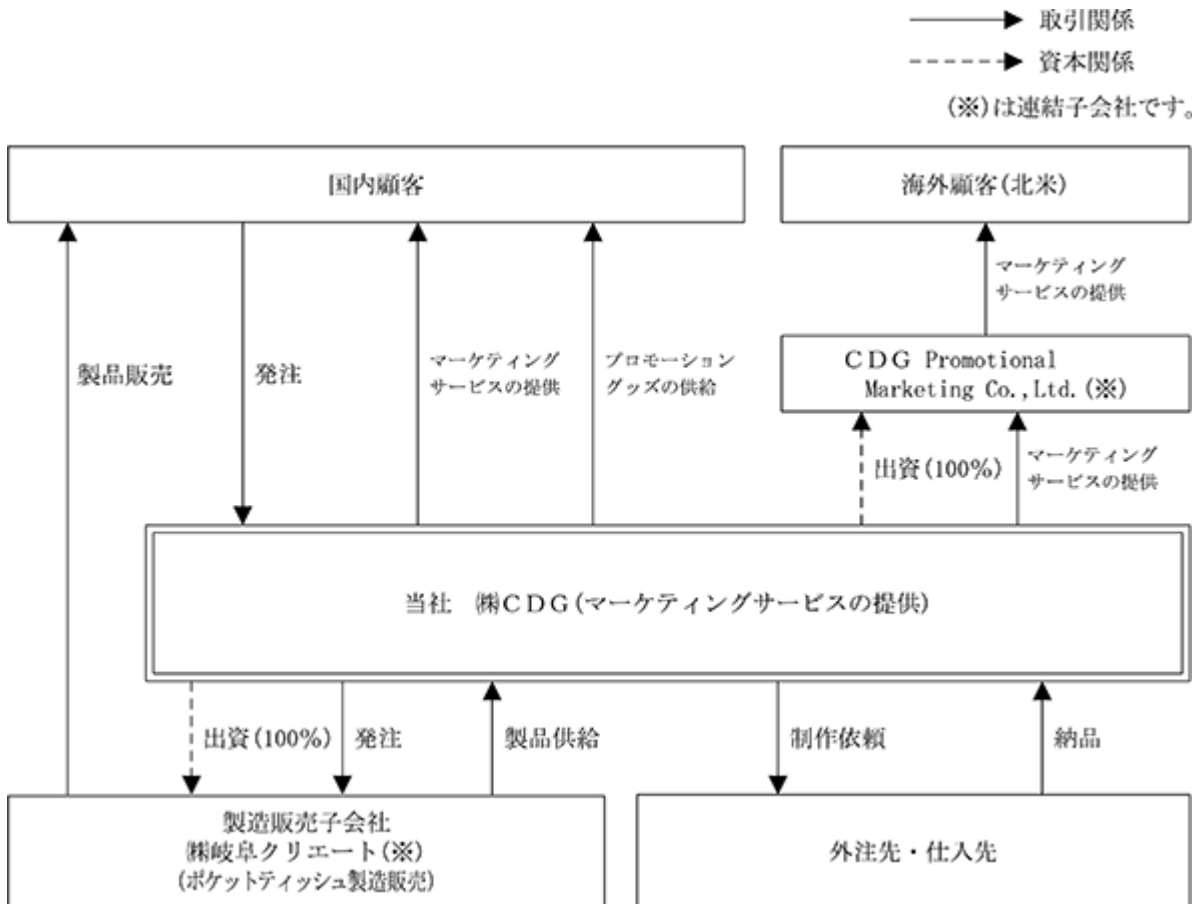 取引関係
資本関係
(※)は連結子会社です。
国内顧客
海外顧客(北米)
マーケティング
サービスの提供
製品販売
発注
マーケティング
サービスの提供
プロモーション
グッズの供給
CDG Promotional
Marketing Co.,Ltd.(※)
出資(100%)
マーケティング
サービスの提供
当社 ㈱CDG(マーケティングサービスの提供)
出資(100%)
発注
製品供給
制作依頼
納品
製造販売子会社
㈱岐阜クリエート(※)
(ポケットティッシュ製造販売)
外注先・仕入先